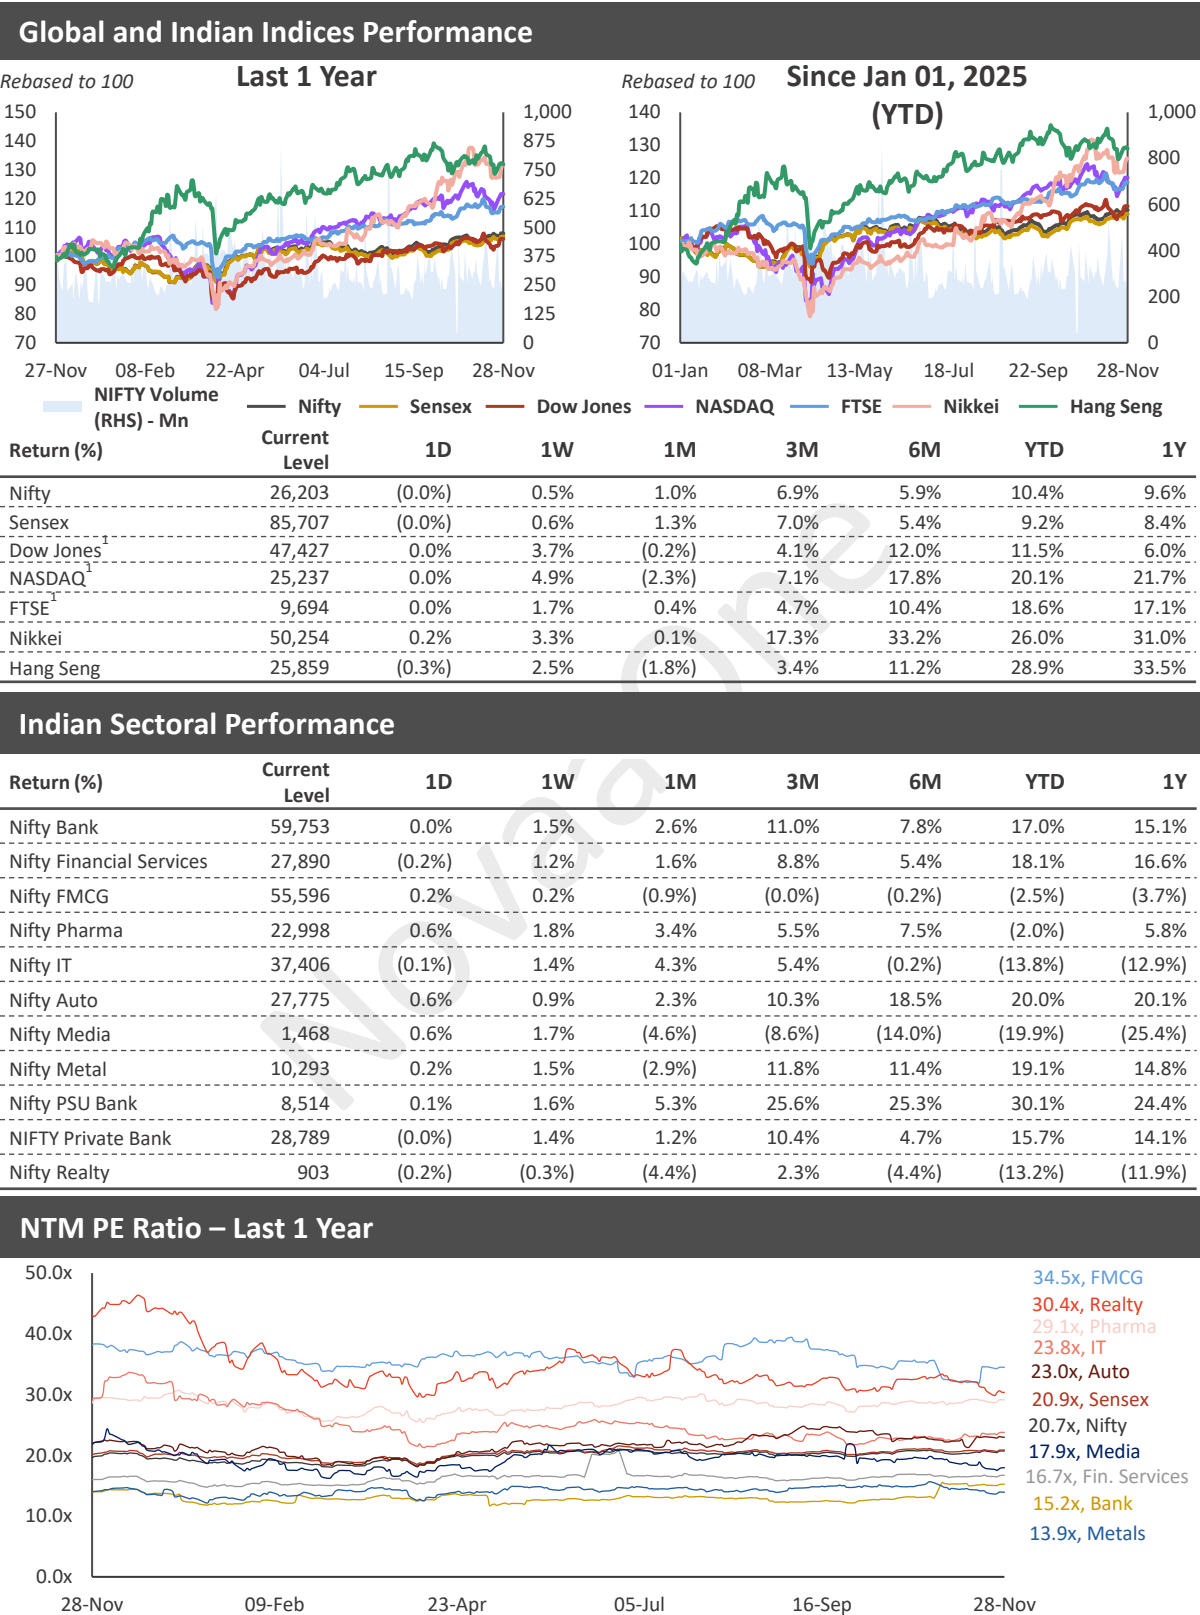 Global and Indian Indices Performance
Rebased to 100
Last 1 Year
150
140
130
120
110
100
90
80
70
1,000
875
750
625
500
375
250
125
0
27-Nov 08-Feb 22-Apr 04-Jul 15-Sep 28-Nov
Rebased to 100
Since Jan 01, 2025
(YTD)
140
130
120
110
100
90
80
70
1,000
800
600
400
200
0
01-Jan 08-Mar 13-May 18-Jul 22-Sep 28-Nov
NIFTY Volume
(RHS) - Mn
Nifty Sensex Dow Jones NASDAQ FTSE Nikkei Hang Seng
Return (%) Current Level 1D 1W 1M 3M 6M YTD 1Y
Nifty 26,203 (0.0%) 0.5% 1.0% 6.9% 5.9% 10.4% 9.6%
Sensex 85,707 (0.0%) 0.6% 1.3% 7.0% 5.4% 9.2% 8.4%
Dow Jones1 47,427 0.0% 3.7% (0.2%) 4.1% 12.0% 11.5% 6.0%
NASDAQ1 25,237 0.0% 4.9% (2.3%) 7.1% 17.8% 20.1% 21.7%
FTSE1 9,694 0.0% 1.7% 0.4% 4.7% 10.4% 18.6% 17.1%
Nikkei 50,254 0.2% 3.3% 0.1% 17.3% 33.2% 26.0% 31.0%
Hang Seng 25,859 (0.3%) 2.5% (1.8%) 3.4% 11.2% 28.9% 33.5%
NovaaOne
Indian Sectoral Performance
Return (%) Current Level 1D 1W 1M 3M 6M YTD 1Y
Nifty Bank 59,753 0.0% 1.5% 2.6% 11.0% 7.8% 17.0% 15.1%
Nifty Financial Services 27,890 (0.2%) 1.2% 1.6% 8.8% 5.4% 18.1% 16.6%
Nifty FMCG 55,596 0.2% 0.2% (0.9%) (0.0%) (0.2%) (2.5%) (3.7%)
Nifty Pharma 22,998 0.6% 1.8% 3.4% 5.5% 7.5% (2.0%) 5.8%
Nifty IT 37,406 (0.1%) 1.4% 4.3% 5.4% (0.2%) (13.8%) (12.9%)
Nifty Auto 27,775 0.6% 0.9% 2.3% 10.3% 18.5% 20.0% 20.1%
Nifty Media 1,468 0.6% 1.7% (4.6%) (8.6%) (14.0%) (19.9%) (25.4%)
Nifty Metal 10,293 0.2% 1.5% (2.9%) 11.8% 11.4% 19.1% 14.8%
Nifty PSU Bank 8,514 0.1% 1.6% 5.3% 25.6% 25.3% 30.1% 24.4%
NIFTY Private Bank 28,789 (0.0%) 1.4% 1.2% 10.4% 4.7% 15.7% 14.1%
Nifty Realty 903 (0.2%) (0.3%) (4.4%) 2.3% (4.4%) (13.2%) (11.9%)
NTM PE Ratio – Last 1 Year
50.0x
40.0x
30.0x
20.0x
10.0x
0.0x
28-Nov 09-Feb 23-Apr 05-Jul 16-Sep 28-Nov
34.5x, FMCG
30.4x, Realty
29.1x, Pharma
23.8x, IT
23.0x, Auto
20.9x, Sensex
20.7x, Nifty
17.9x, Media
16.7x, Fin. Services
15.2x, Bank
13.9x, Metals